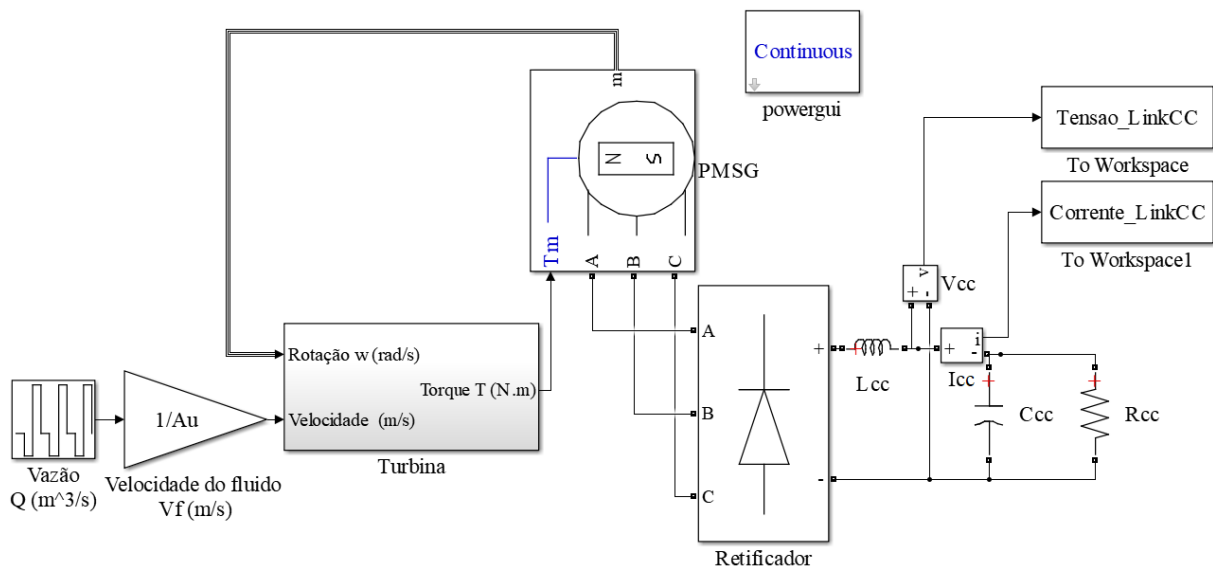 Continuous
powergui
m
N S
PMSG
Tm
A
B
C
Tensao_LinkCC
To Workspace
Corrente_LinkCC
To Workspace1
v
+ -
Vcc
Rotação w (rad/s)
Torque T (N.m)
Velocidade (m/s)
Turbina
1/Au
Vazão
Q (m^3/s)
Velocidade do fluido
Vf (m/s)
A
B
C
+
-
Retificador
Lcc
+ i
-
Icc
Ccc
Rcc